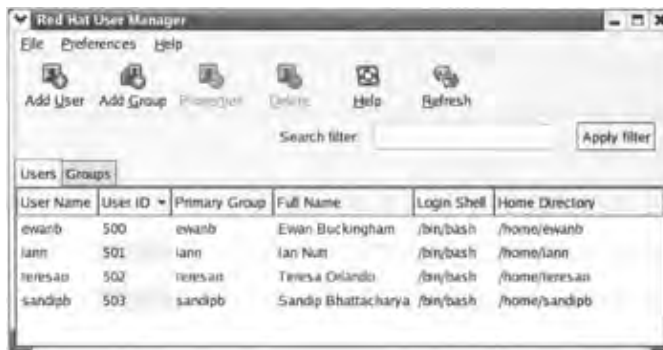 Red Hat User Manager
File Preferences Help
Add User Add Group Properties Delete Help Refresh
Search filter: Apply filter
Users Groups
User Name User ID Primary Group Full Name Login Shell Home Directory
ewanb 500 ewanb Ewan Buckingham /bin/bash /home/ewanb
iann 501 iann Ian Nutt /bin/bash /home/iann
teresao 502 teresao Teresa Orlando /bin/bash /home/teresao
sandipb 503 sandipb Sandip Bhattacharya /bin/bash /home/sandipb